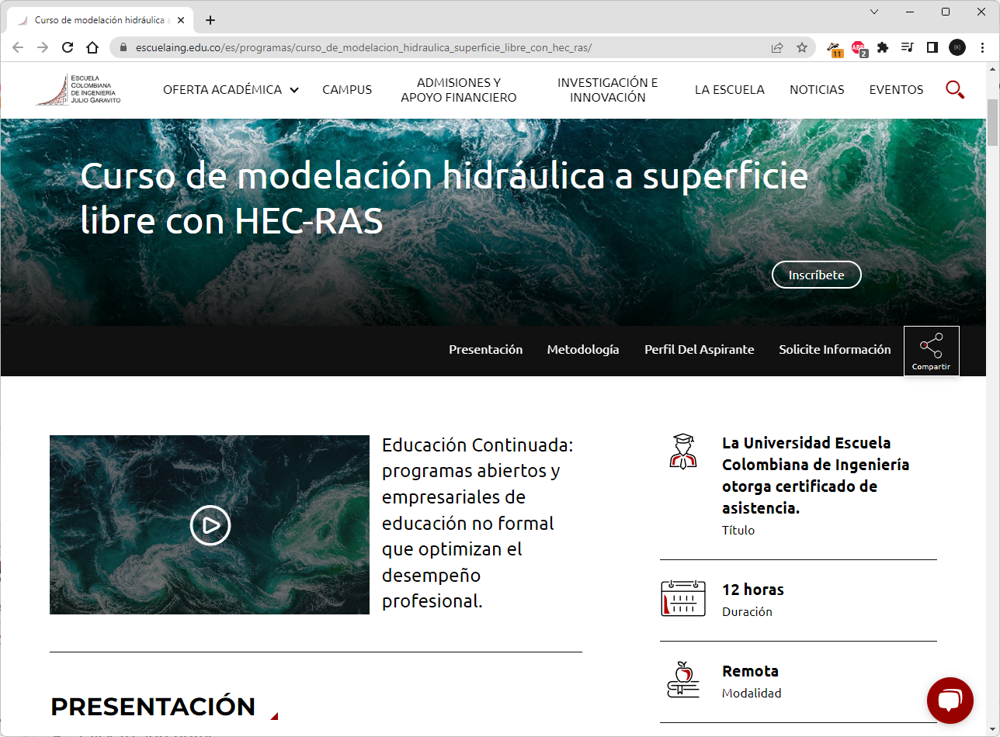 Curso de modelación hidráulica a
escuelaing.edu.co/es/programas/curso_de_modelacion_hidraulica_superficie_libre_con_hec_ras/
11
ABP
2
ESCUELA
COLOMBIANA
DE INGENIERÍA
JULIO GARAVITO
OFERTA ACADÉMICA
CAMPUS
ADMISIONES Y
APOYO FINANCIERO
INVESTIGACIÓN E
INNOVACIÓN
LA ESCUELA
NOTICIAS
EVENTOS
Curso de modelación hidráulica a superficie
libre con HEC-RAS
Inscríbete
Presentación
Metodología
Perfil Del Aspirante
Solicite Información
Compartir
Educación Continuada:
programas abiertos y
empresariales de
educación no formal
que optimizan el
desempeño
profesional.
La Universidad Escuela
Colombiana de Ingeniería
otorga certificado de
asistencia.
Título
12 horas
Duración
Remota
Modalidad
PRESENTACIÓN